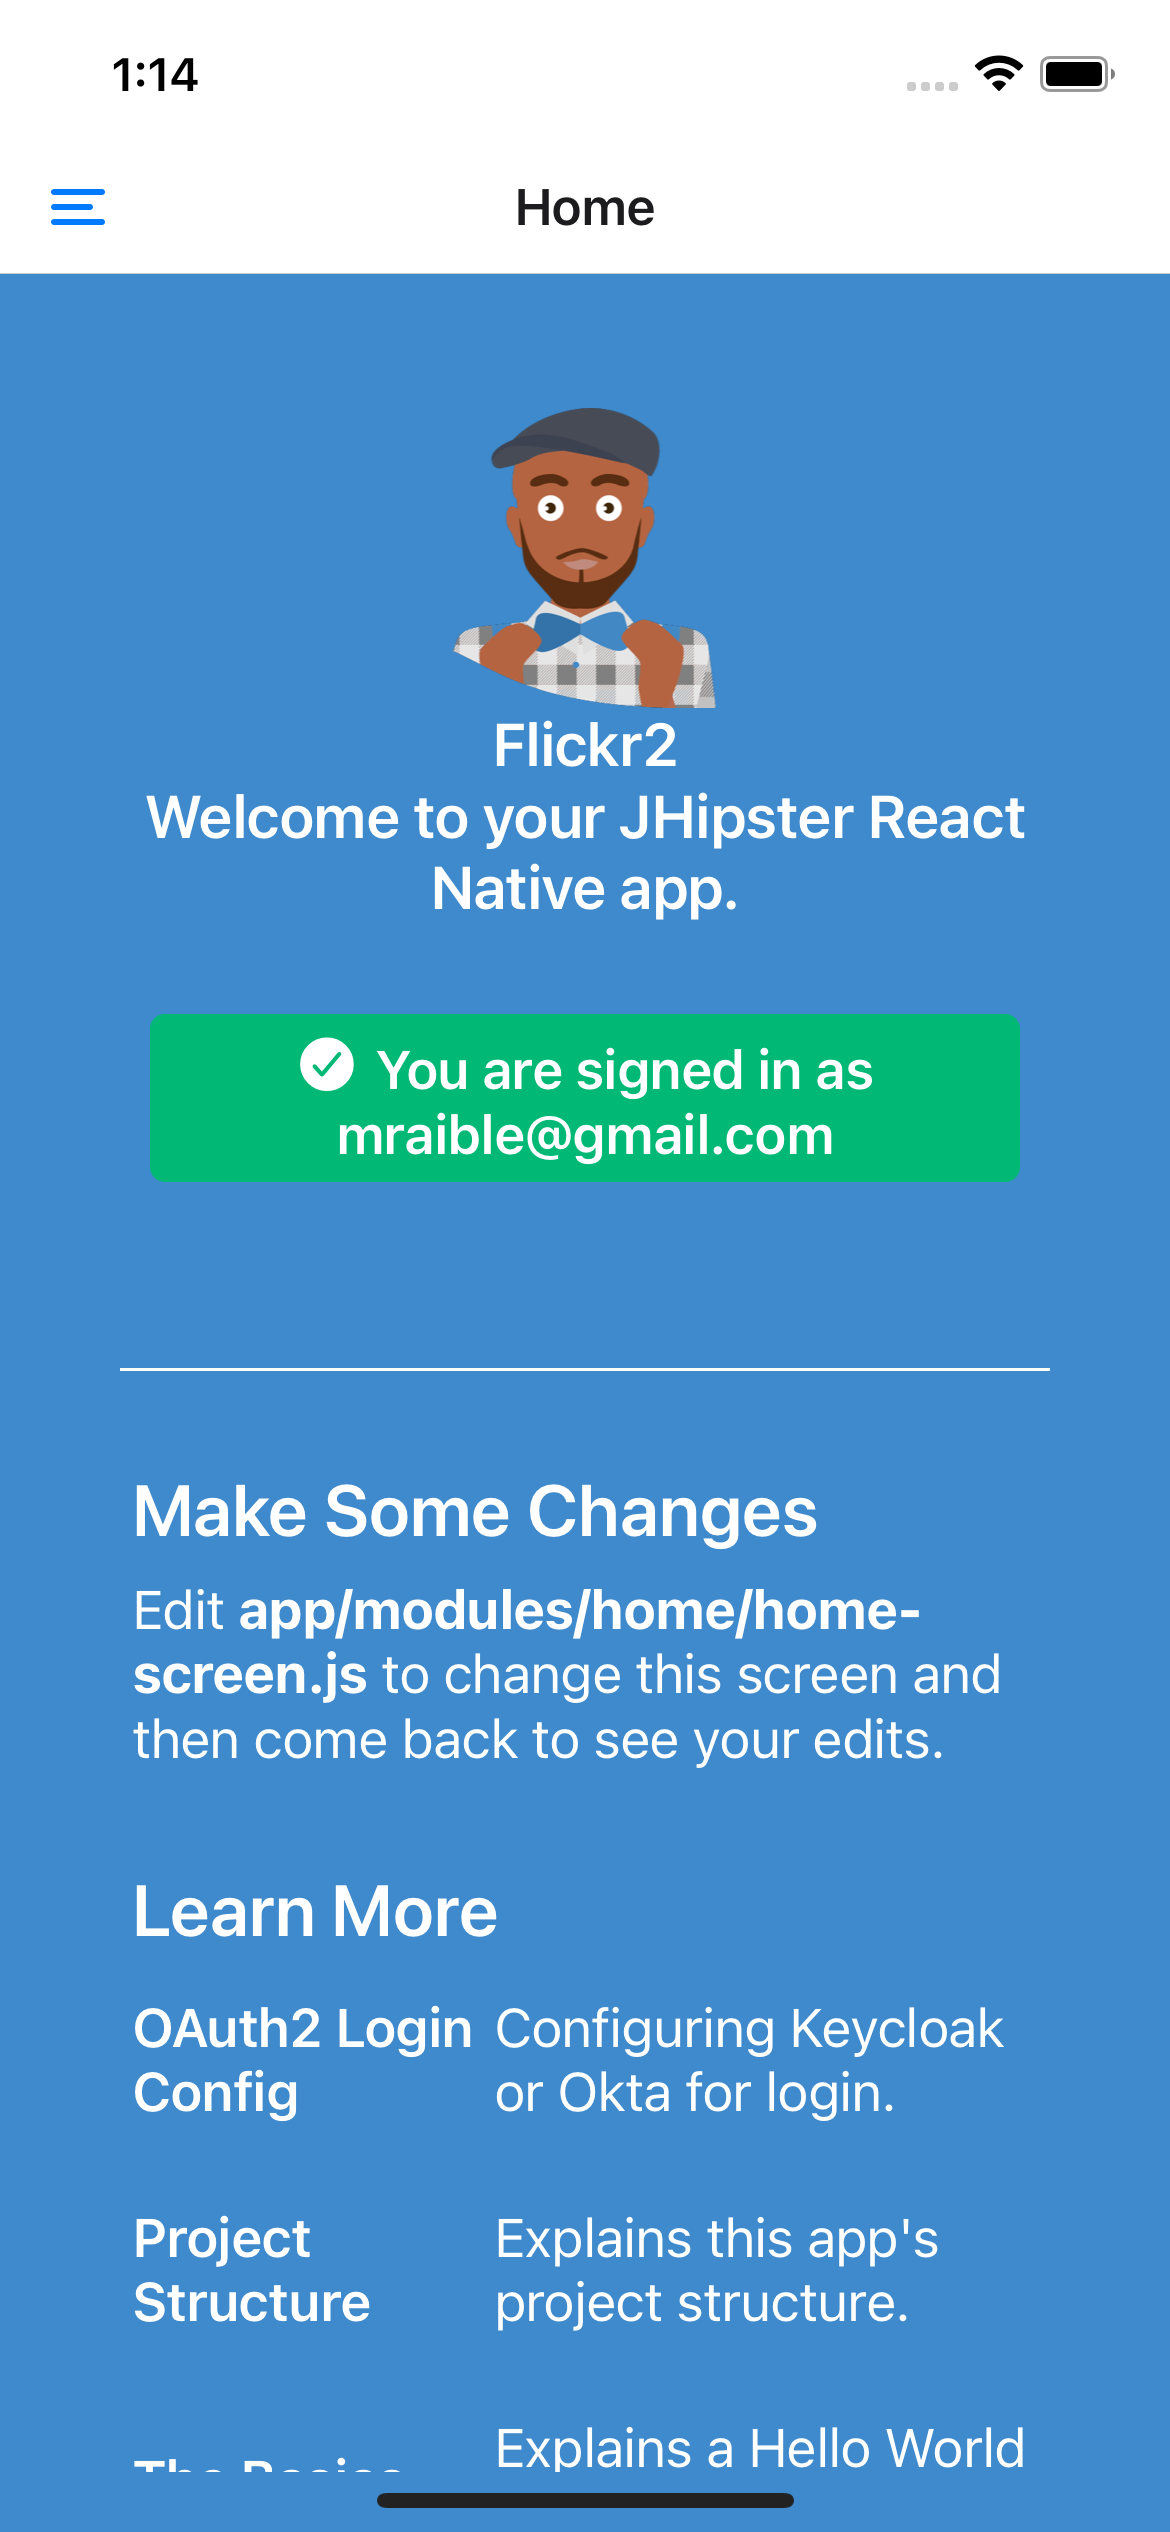 1:14
Home
Flickr2
Welcome to your JHipster React
Native app.
You are signed in as
mraible@gmail.com
Make Some Changes
Edit app/modules/home/home-
screen.js to change this screen and
then come back to see your edits.
Learn More
OAuth2 Login
Config
Configuring Keycloak
or Okta for login.
Project
Structure
Explains this app's
project structure.
The Basics
Explains a Hello World